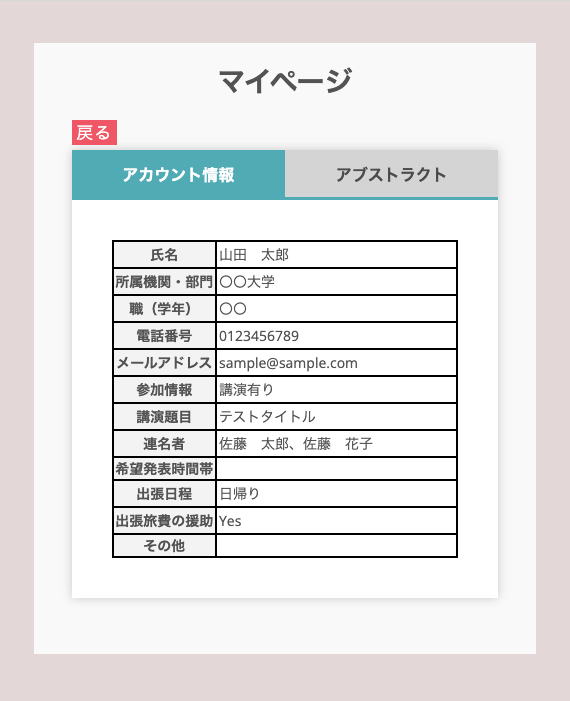 マイページ
戻る
アカウント情報 アブストラクト
氏名 山田　太郎
所属機関・部門 〇〇大学
職（学年） 〇〇
電話番号 0123456789
メールアドレス sample@sample.com
参加情報 講演有り
講演題目 テストタイトル
連名者 佐藤　太郎、佐藤　花子
希望発表時間帯
出張日程 日帰り
出張旅費の援助 Yes
その他